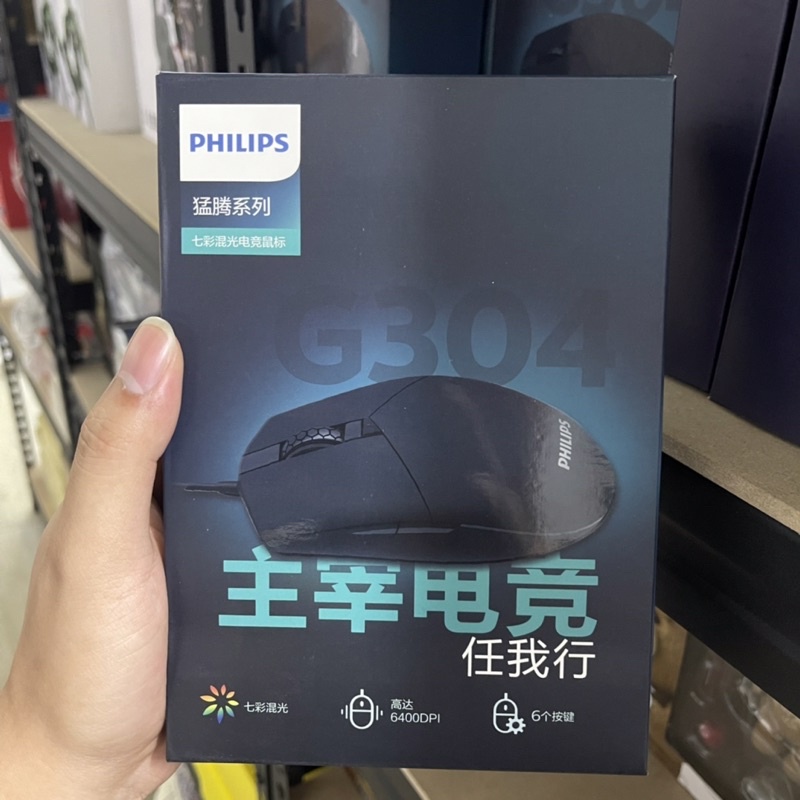 G304
PHILIPS
猛腾系列
七彩混光电竞鼠标
G304
PHILIPS
主宰电竞
任我行
七彩混光
高达
6400DPI
6个按键